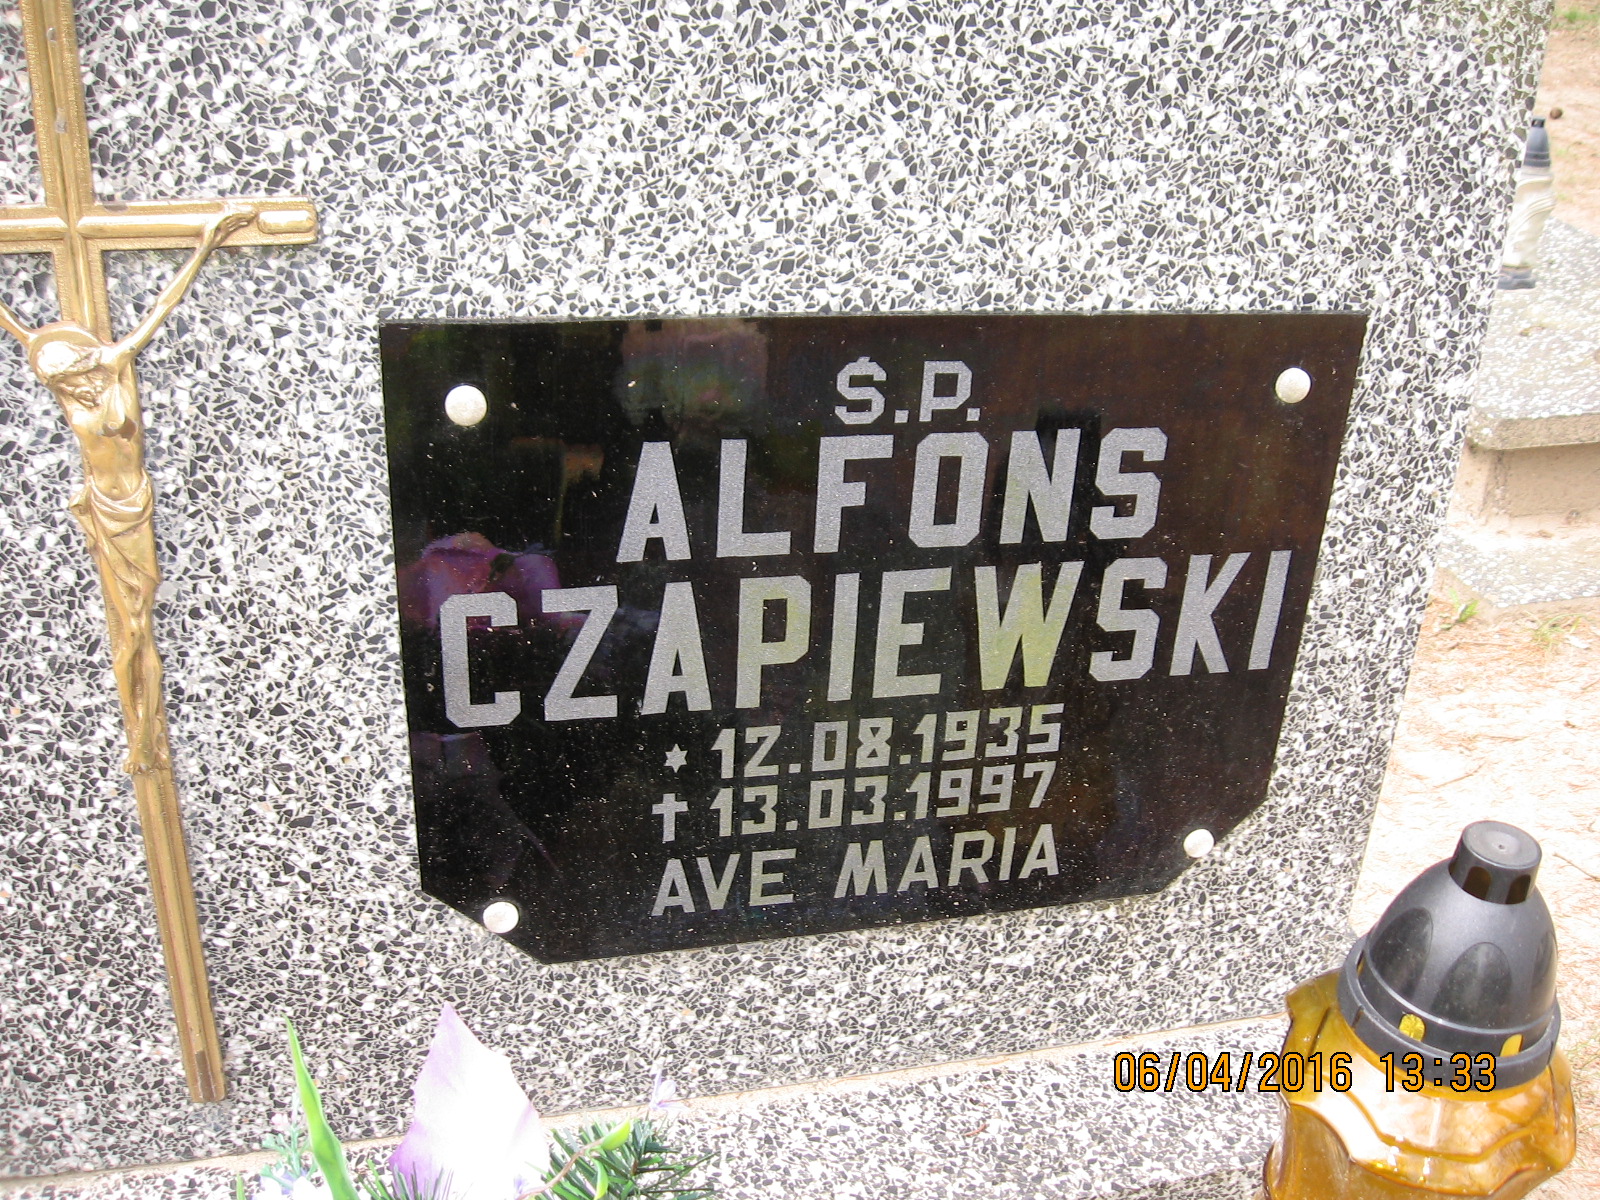 Ś.P.
ALFONS
CZAPIEWSKI
* 12.08.1935
✝ 13.03.1997
AVE MARIA
06/04/2016 13:33